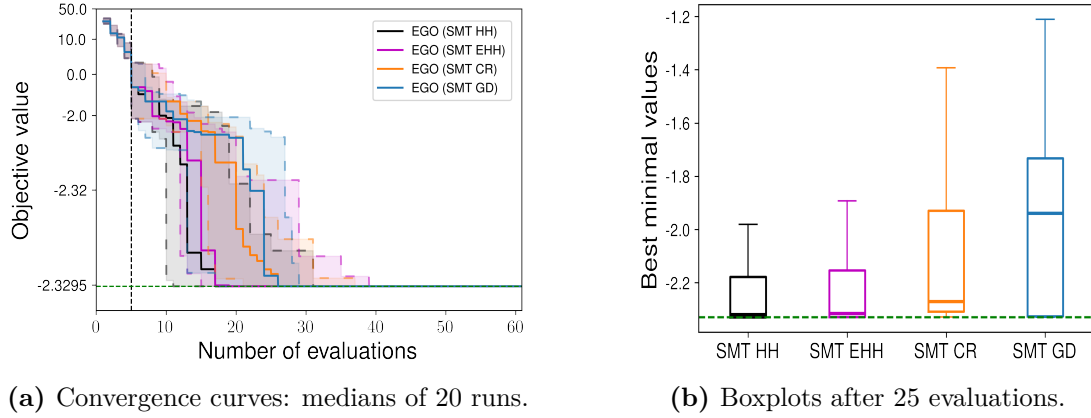 50.0
10.0
0.0
-2.0
-2.32
-2.3295
Objective value
0
10
20
30
40
50
60
Number of evaluations
EGO (SMT HH)
EGO (SMT EHH)
EGO (SMT CR)
EGO (SMT GD)
(a) Convergence curves: medians of 20 runs.
-1.2
-1.4
-1.6
-1.8
-2.0
-2.2
Best minimal values
SMT HH
SMT EHH
SMT CR
SMT GD
(b) Boxplots after 25 evaluations.